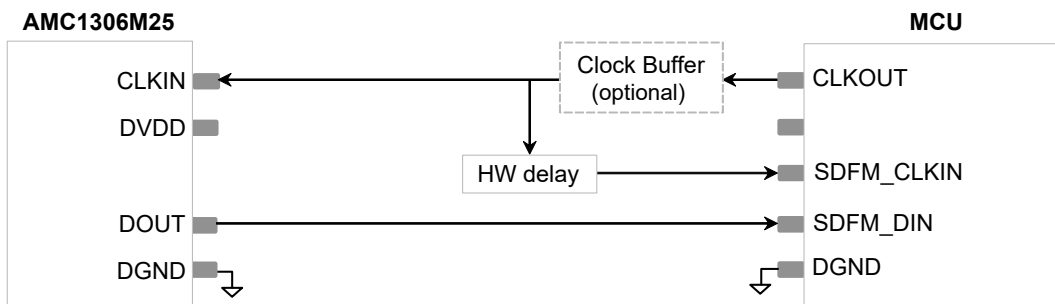 AMC1306M25
MCU
CLKIN
Clock Buffer
(optional)
CLKOUT
DVDD
HW delay
SDFM_CLKIN
DOUT
SDFM_DIN
DGND
DGND